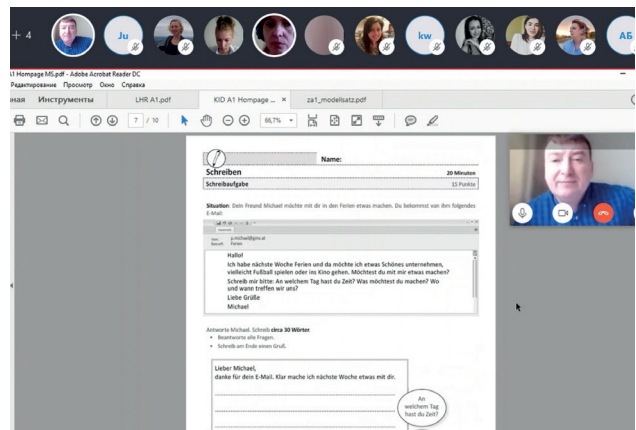 + 4
Ju
kw
АБ
A1 Hompage MS.pdf - Adobe Acrobat Reader DC
Редактирование Просмотр Окно Справка
ная Инструменты LHR A1.pdf KID A1 Hompage ... × za1_modellsatz.pdf
7 / 10 66,7%
Name:
Schreiben 20 Minuten
Schreibaufgabe 15 Punkte
Situation: Dein Freund Michael möchte mit dir in den Ferien etwas machen. Du bekommst von ihm folgendes
E-Mail:
p.michael@gmx.at
Ferien
Hallo!
Ich habe nächste Woche Ferien und da möchte ich etwas Schönes unternehmen,
vielleicht Fußball spielen oder ins Kino gehen. Möchtest du mit mir etwas machen?
Schreib mir bitte: An welchem Tag hast du Zeit? Was möchtest du machen? Wo
und wann treffen wir uns?
Liebe Grüße
Michael
Antworte Michael. Schreib circa 30 Wörter.
• Beantworte alle Fragen.
• Schreib am Ende einen Gruß.
Lieber Michael,
danke für dein E-Mail. Klar mache ich nächste Woche etwas mit dir.
An
welchem Tag
hast du Zeit?